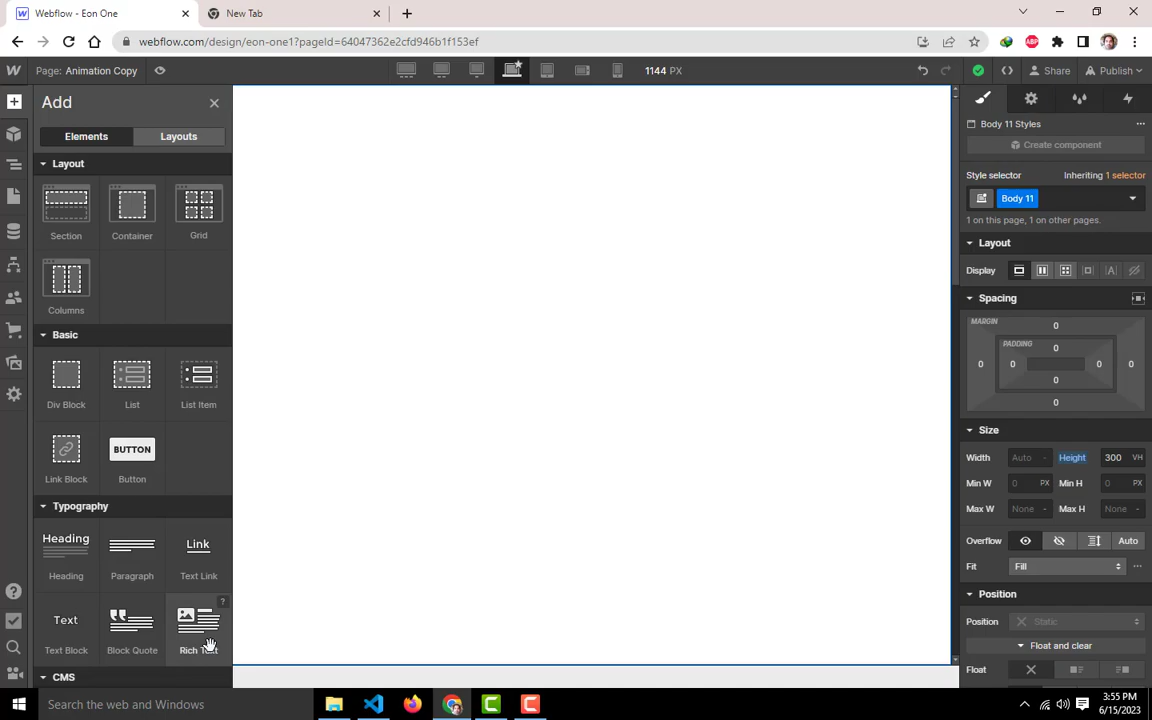 Webflow - Eon One
New Tab
webflow.com/design/eon-one1?pageId=64047362e2cfd946b1f153ef
ABP
Page: Animation Copy
1144 PX
Share
Publish
Add
Elements
Layouts
Layout
Section
Container
Grid
Columns
Basic
Div Block
List
List Item
BUTTON
Link Block
Button
Typography
Heading
Link
Heading
Paragraph
Text Link
Text
?
Text Block
Block Quote
Rich Text
CMS
Body 11 Styles
Create component
Style selector
Inheriting 1 selector
Body 11
1 on this page, 1 on other pages.
Layout
Display
Spacing
MARGIN
0
PADDING
0
0
0
0
0
0
0
Size
Width
Auto
-
Height
300
VH
Min W
0
PX
Min H
0
PX
Max W
None
-
Max H
None
-
Overflow
Auto
Fit
Fill
Position
Position
Static
Float and clear
Float
Search Windows and Windows
3:55 PM
6/15/2023